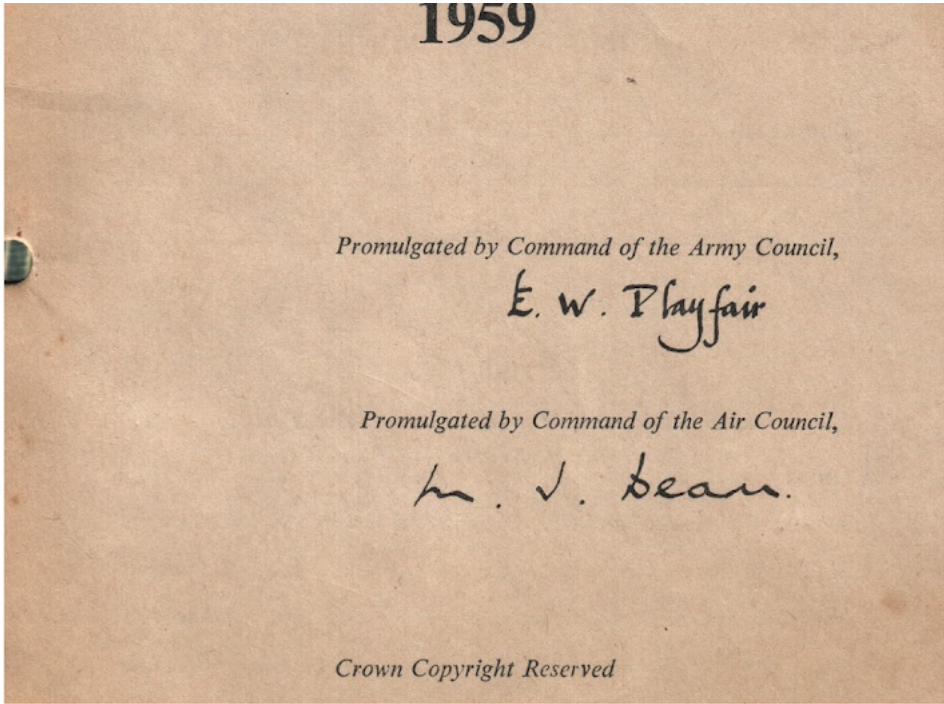 1959
Promulgated by Command of the Army Council,
E. W. Playfair
Promulgated by Command of the Air Council,
M. J. Dean.
Crown Copyright Reserved